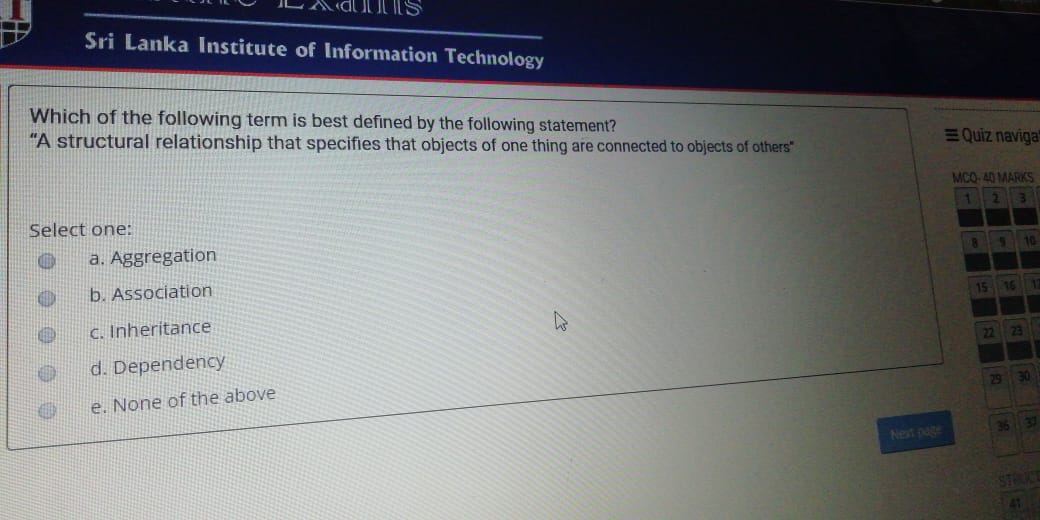 Exams
Sri Lanka Institute of Information Technology
Which of the following term is best defined by the following statement?
“A structural relationship that specifies that objects of one thing are connected to objects of others"
Select one:
a. Aggregation
b. Association
c. Inheritance
d. Dependency
e. None of the above
Next page
Quiz naviga
MCQ- 40 MARKS
1 2 3
8 9 10
15 16 17
22 23
29 30
36 37
STRUCT
41